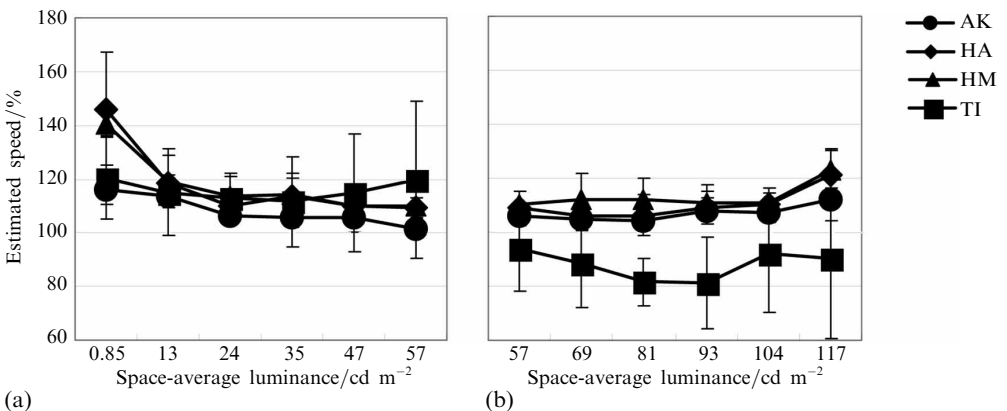 180
160
140
120
100
80
60
Estimated speed/%
0.85 13 24 35 47 57
Space-average luminance/cd m−2
(a)
57 69 81 93 104 117
Space-average luminance/cd m−2
(b)
AK
HA
HM
TI